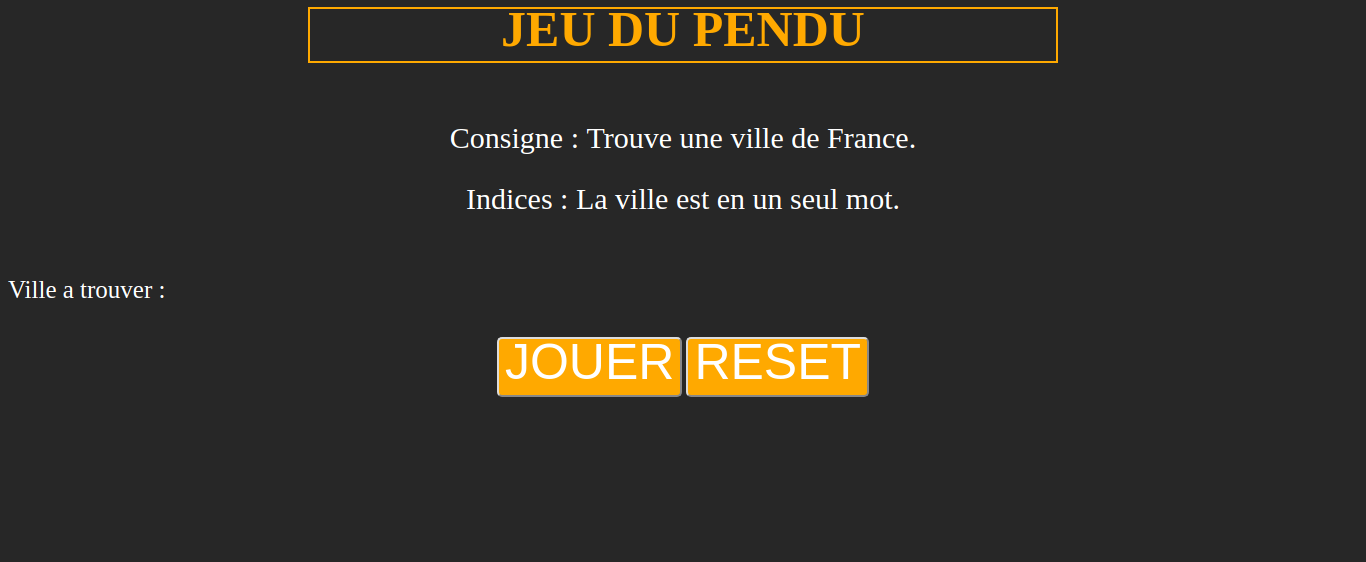 JEU DU PENDU
Consigne : Trouve une ville de France.
Indices : La ville est en un seul mot.
Ville a trouver :
JOUER RESET